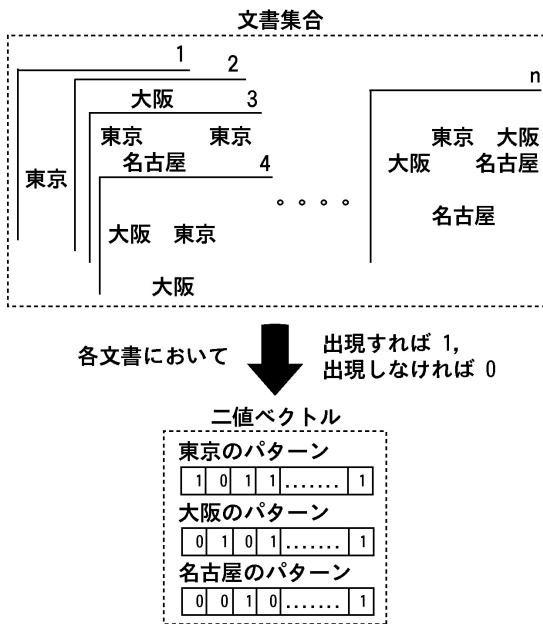 文書集合
1
2
大阪 3
東京 東京
名古屋 4
東京
大阪 東京
大阪
。。。。
n
東京 大阪
大阪 名古屋
名古屋
各文書において
出現すれば 1,
出現しなければ 0
二値ベクトル
東京のパターン
1 0 1 1 ....... 1
大阪のパターン
0 1 0 1 ....... 1
名古屋のパターン
0 0 1 0 ....... 1